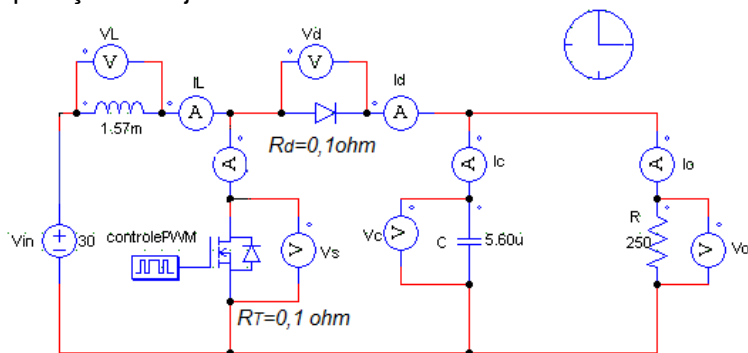 VL
Vd
V
V
IL
Id
A
A
1.57m
Rd=0,1ohm
A
A
Ic
A
Io
Vin
30
controlePWM
V
Vs
Vc
V
C
5.60u
R
250
V
Vo
RT=0,1 ohm